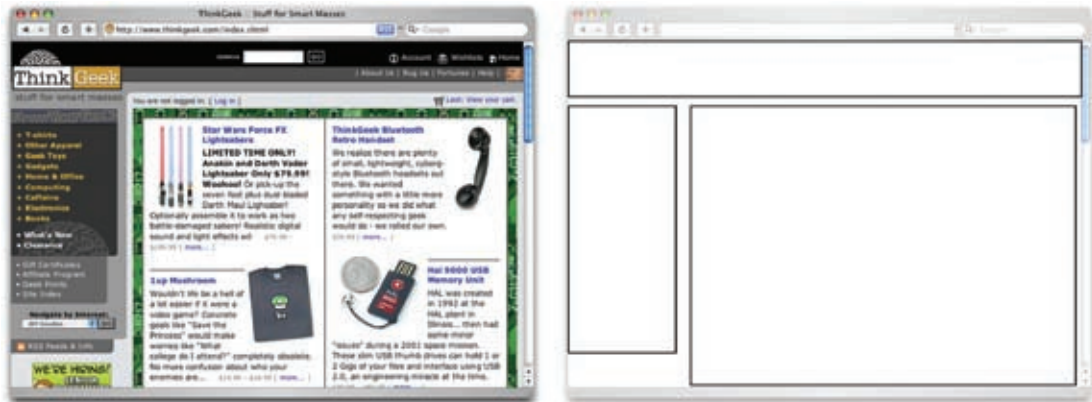 ThinkGeek :: Stuff for Smart Masses
http://www.thinkgeek.com/index.shtml
Google
Account Wishlists Home
| About Us | Bug Us | Fortunes | Help |
Think Geek
stuff for smart masses
You are not logged in. [ Log in ]
View your cart.
+ T-shirts
+ Other Apparel
+ Geek Toys
+ Gadgets
+ Home & Office
+ Computing
+ Caffeine
+ Electronics
+ Books
+ What's New
+ Clearance
+ Gift Certificates
+ Affiliate Program
+ Geek Points
+ Site Index
Navigate by Interest:
RSS Feeds & Info
WE'RE HIRING!
Star Wars Force FX
Lightsabers
LIMITED TIME ONLY!
Anakin and Darth Vader
Lightsaber Only $79.99!
Woohoo! Or pick up the
seven foot plus dual bladed
Darth Maul Lightsaber!
Optionally assemble it to work as two
battle-damaged sabers! Realistic digital
sound and light effects wit
[ more... ]
ThinkGeek Bluetooth
Retro Handset
We realize there are plenty
of small, lightweight, cyborg-
style Bluetooth headsets out
there. We wanted
something with a little more
personality so we did what
any self-respecting geek
would do - we rolled our own.
[ more... ]
1up Mushroom
Wouldn't life be a hell of
a lot easier if it were a
video game? Concrete
goals like "Save the
Princess" would make
worries like "What
college do I attend?" completely obsolete.
No more confusion about who your
enemies are...
[ more... ]
Hal 9000 USB
Memory Unit
HAL was created
in 1992 at the
HAL plant in
Illinois... then had
some minor
"issues" during a 2001 space mission.
These slim USB thumb drives can hold 1 or
2 Gigs of your files and interface using USB
2.0, an engineering miracle at the time.